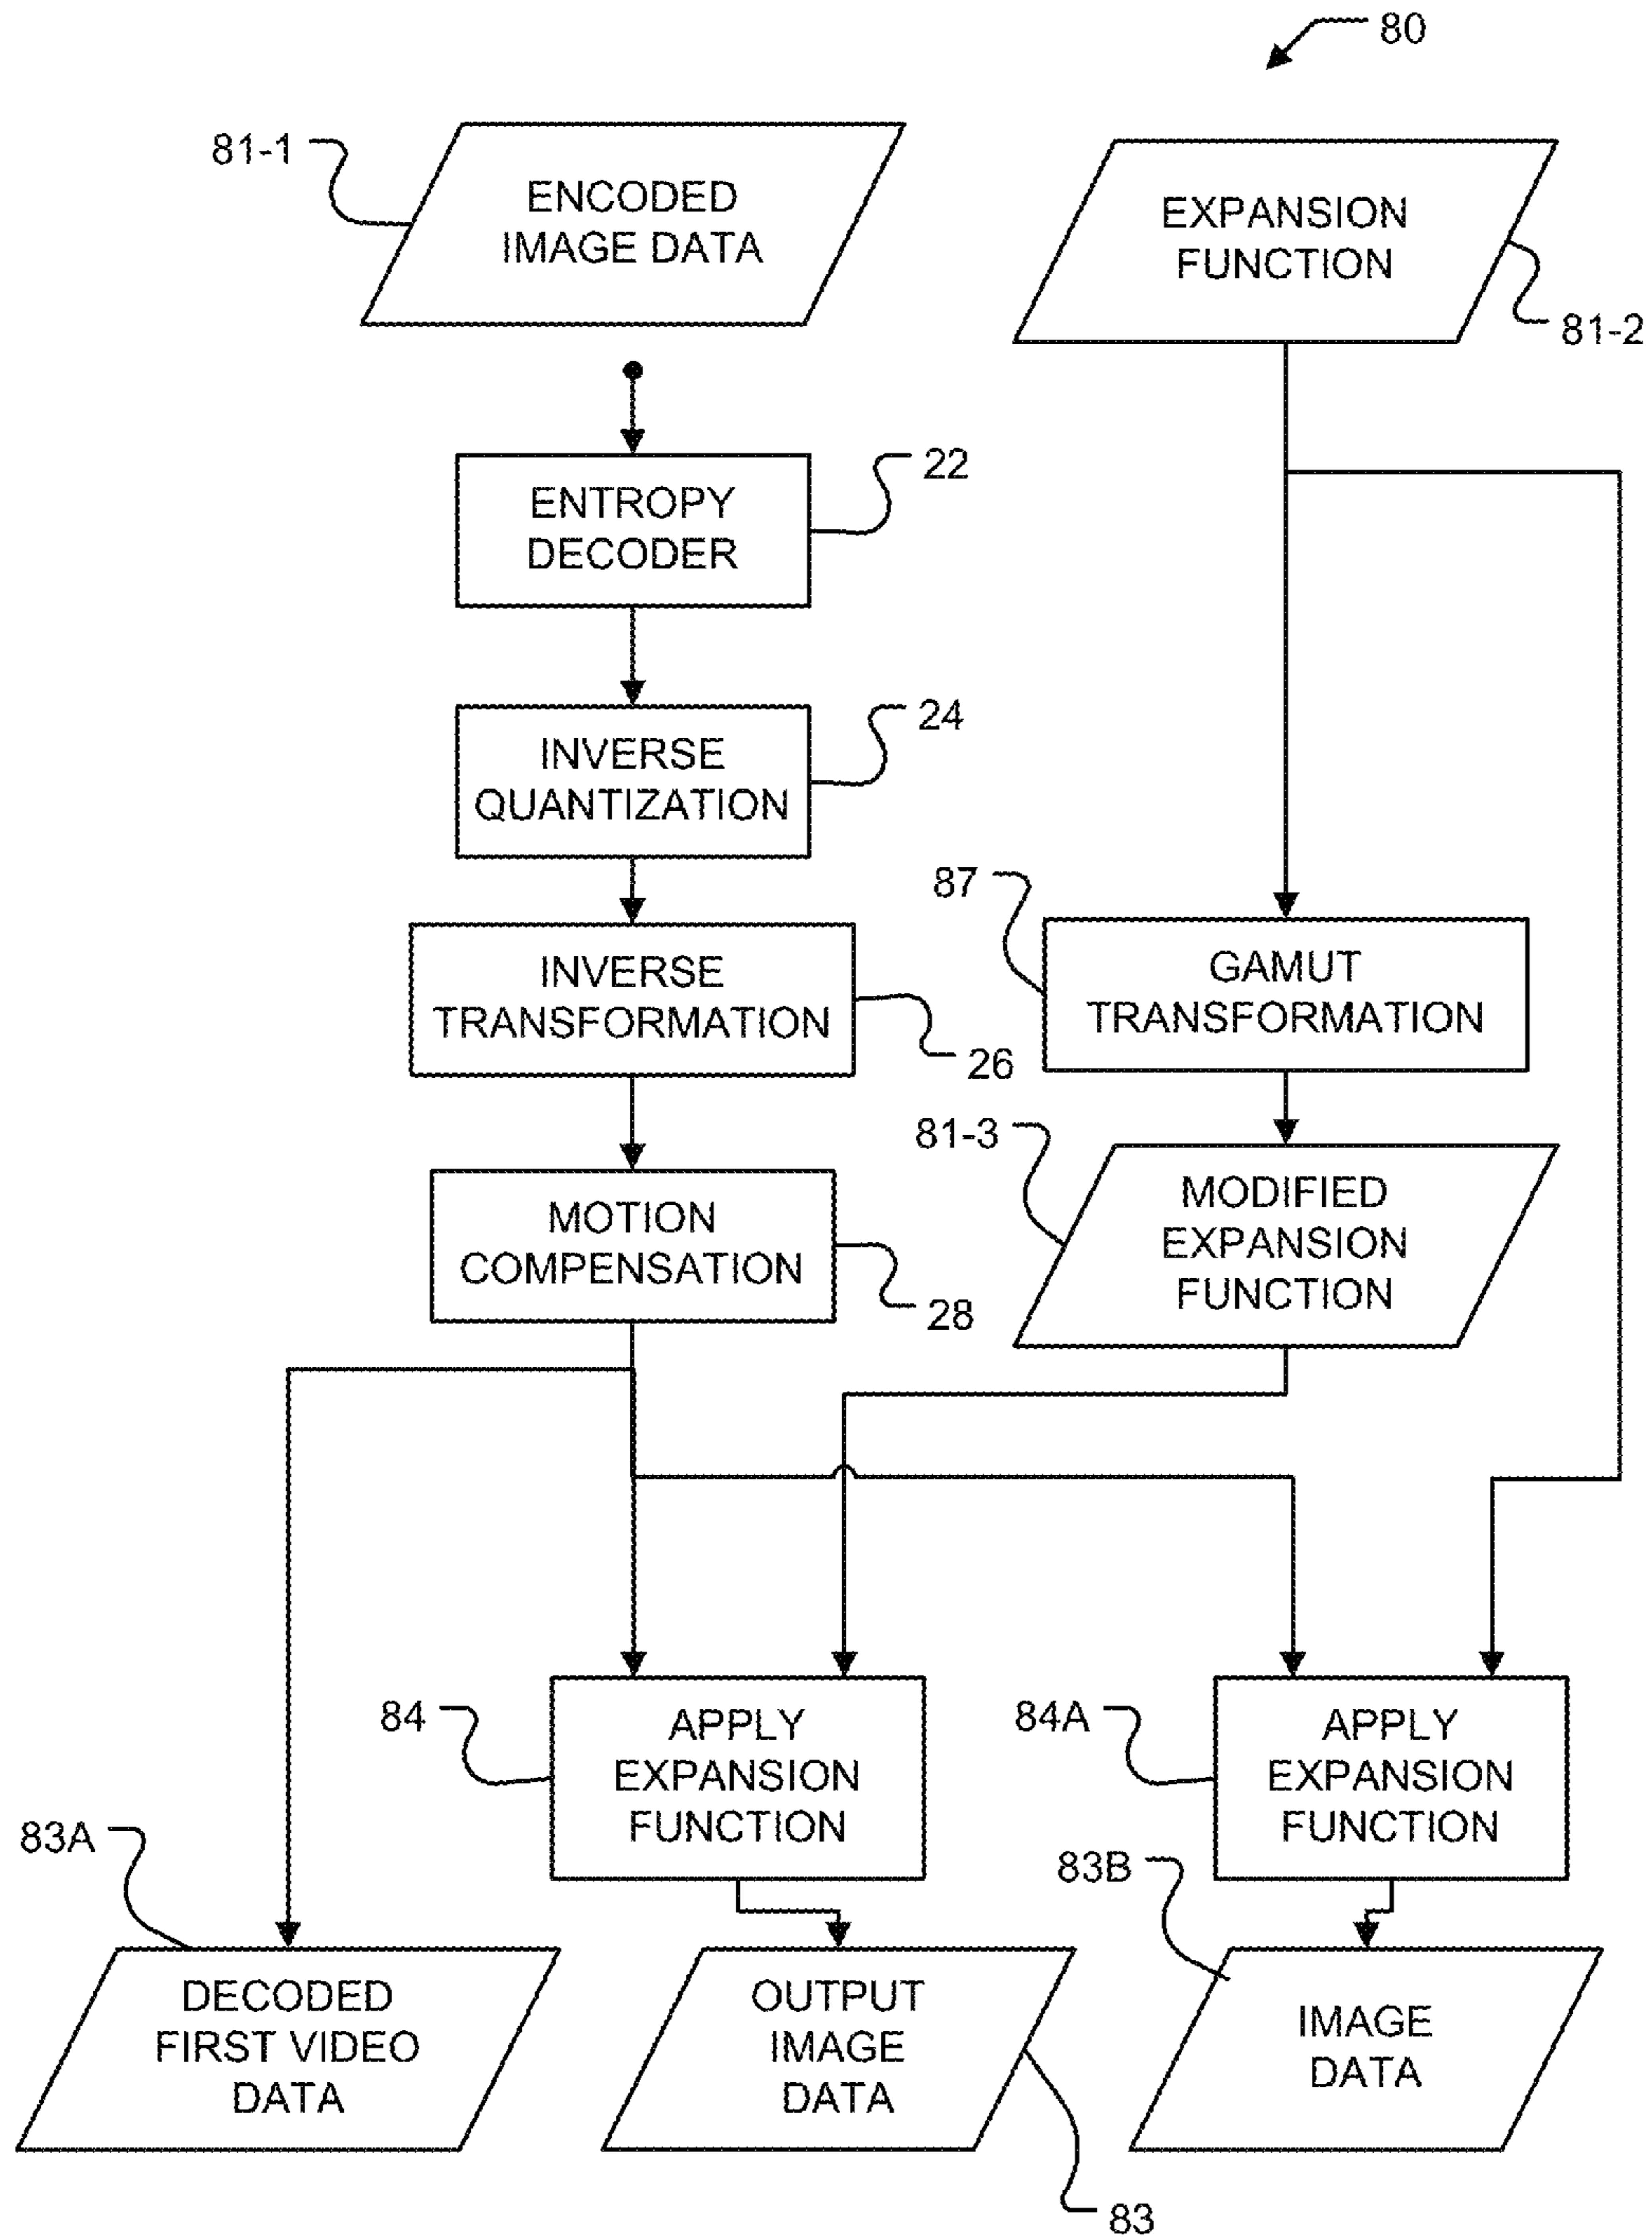 80
81-1
ENCODED
IMAGE DATA
EXPANSION
FUNCTION
81-2
ENTROPY
DECODER
22
INVERSE
QUANTIZATION
24
87
GAMUT
TRANSFORMATION
INVERSE
TRANSFORMATION
26
81-3
MODIFIED
EXPANSION
FUNCTION
MOTION
COMPENSATION
28
84
APPLY
EXPANSION
FUNCTION
84A
APPLY
EXPANSION
FUNCTION
83A
83B
DECODED
FIRST VIDEO
DATA
OUTPUT
IMAGE
DATA
IMAGE
DATA
83